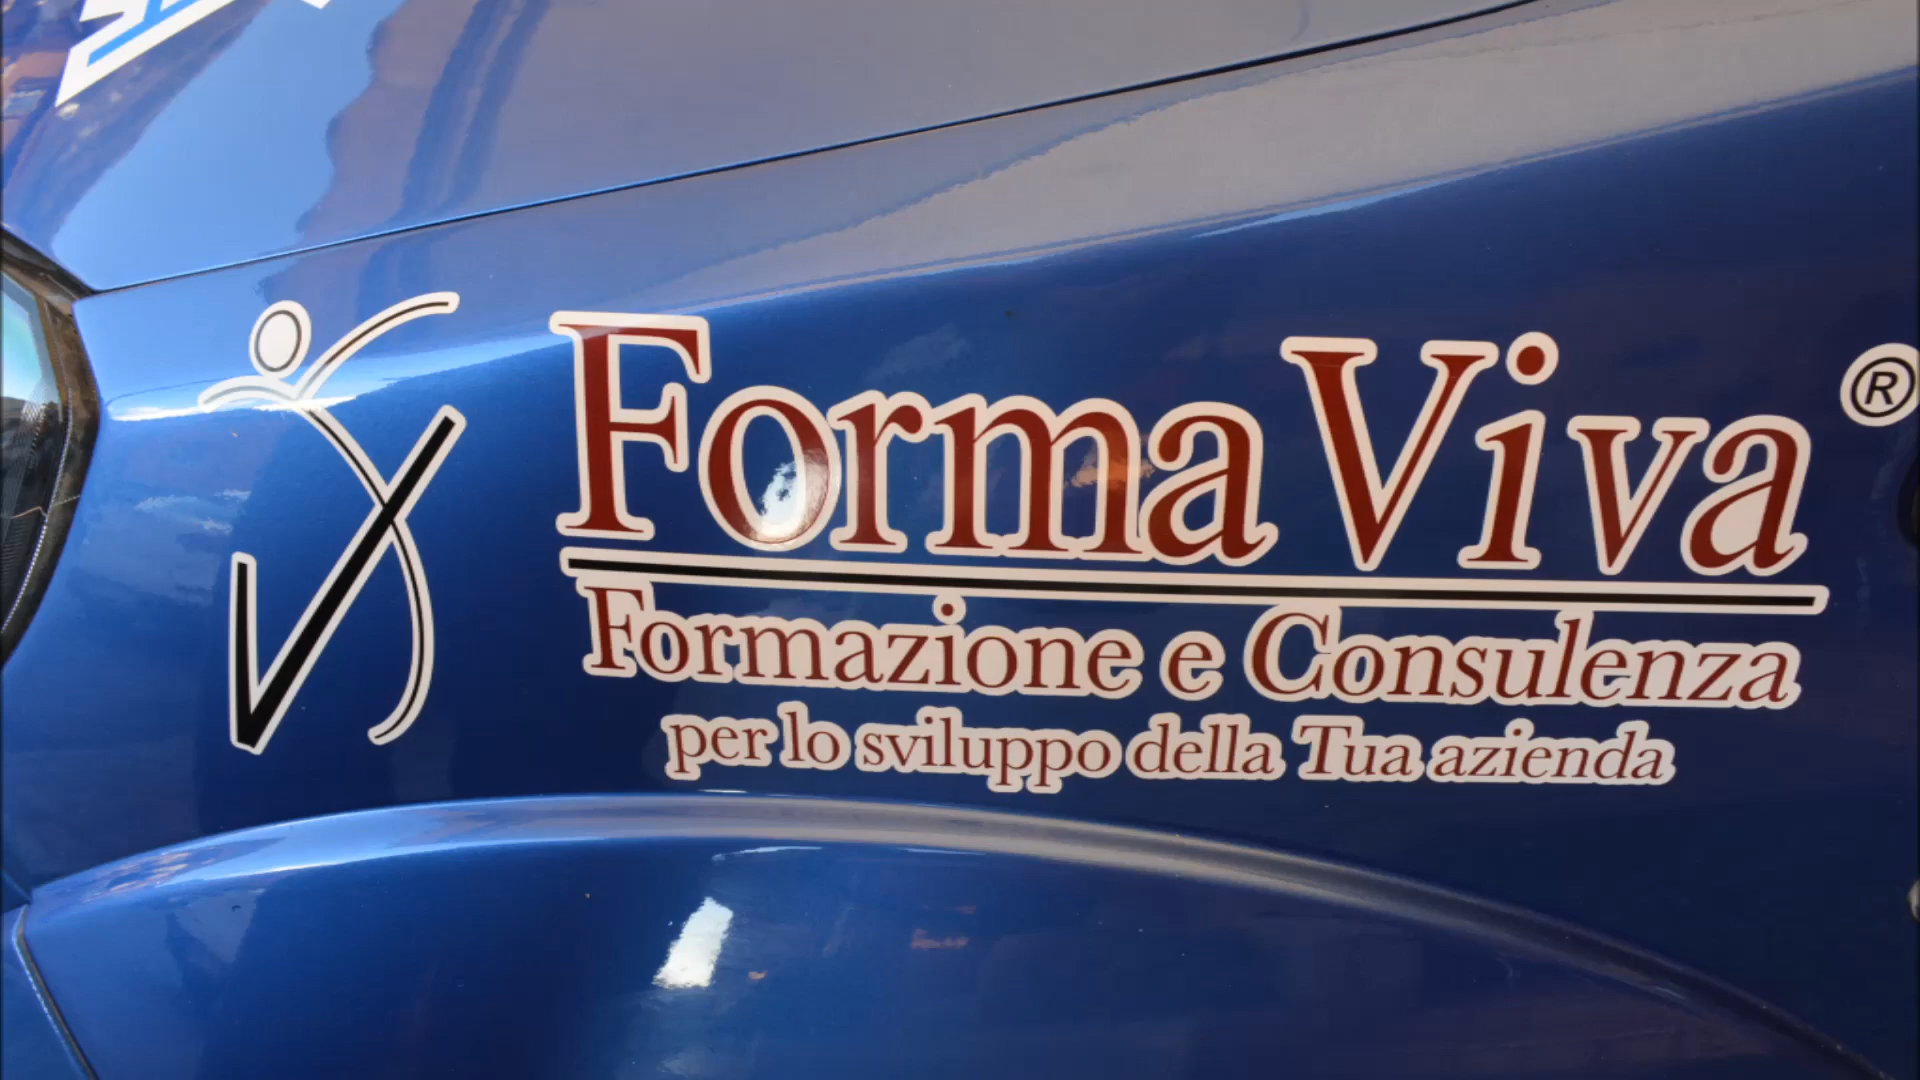 FormaViva®
Formazione e Consulenza
per lo sviluppo della Tua azienda